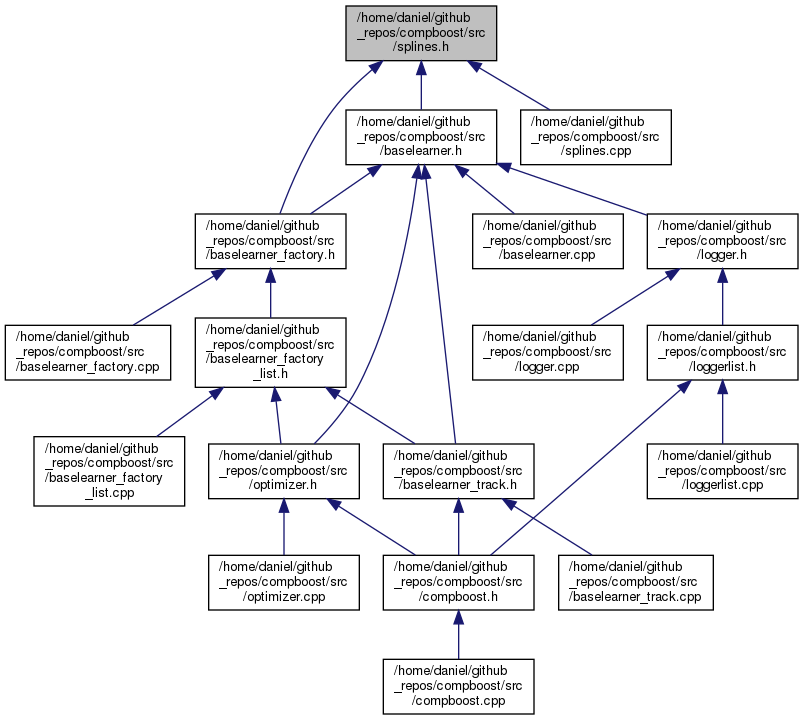 /home/daniel/github
_repos/compboost/src
/splines.h
/home/daniel/github
_repos/compboost/src
/baselearner.h
/home/daniel/github
_repos/compboost/src
/splines.cpp
/home/daniel/github
_repos/compboost/src
/baselearner_factory.h
/home/daniel/github
_repos/compboost/src
/baselearner.cpp
/home/daniel/github
_repos/compboost/src
/logger.h
/home/daniel/github
_repos/compboost/src
/baselearner_factory.cpp
/home/daniel/github
_repos/compboost/src
/baselearner_factory
_list.h
/home/daniel/github
_repos/compboost/src
/logger.cpp
/home/daniel/github
_repos/compboost/src
/loggerlist.h
/home/daniel/github
_repos/compboost/src
/baselearner_factory
_list.cpp
/home/daniel/github
_repos/compboost/src
/optimizer.h
/home/daniel/github
_repos/compboost/src
/baselearner_track.h
/home/daniel/github
_repos/compboost/src
/loggerlist.cpp
/home/daniel/github
_repos/compboost/src
/optimizer.cpp
/home/daniel/github
_repos/compboost/src
/compboost.h
/home/daniel/github
_repos/compboost/src
/baselearner_track.cpp
/home/daniel/github
_repos/compboost/src
/compboost.cpp